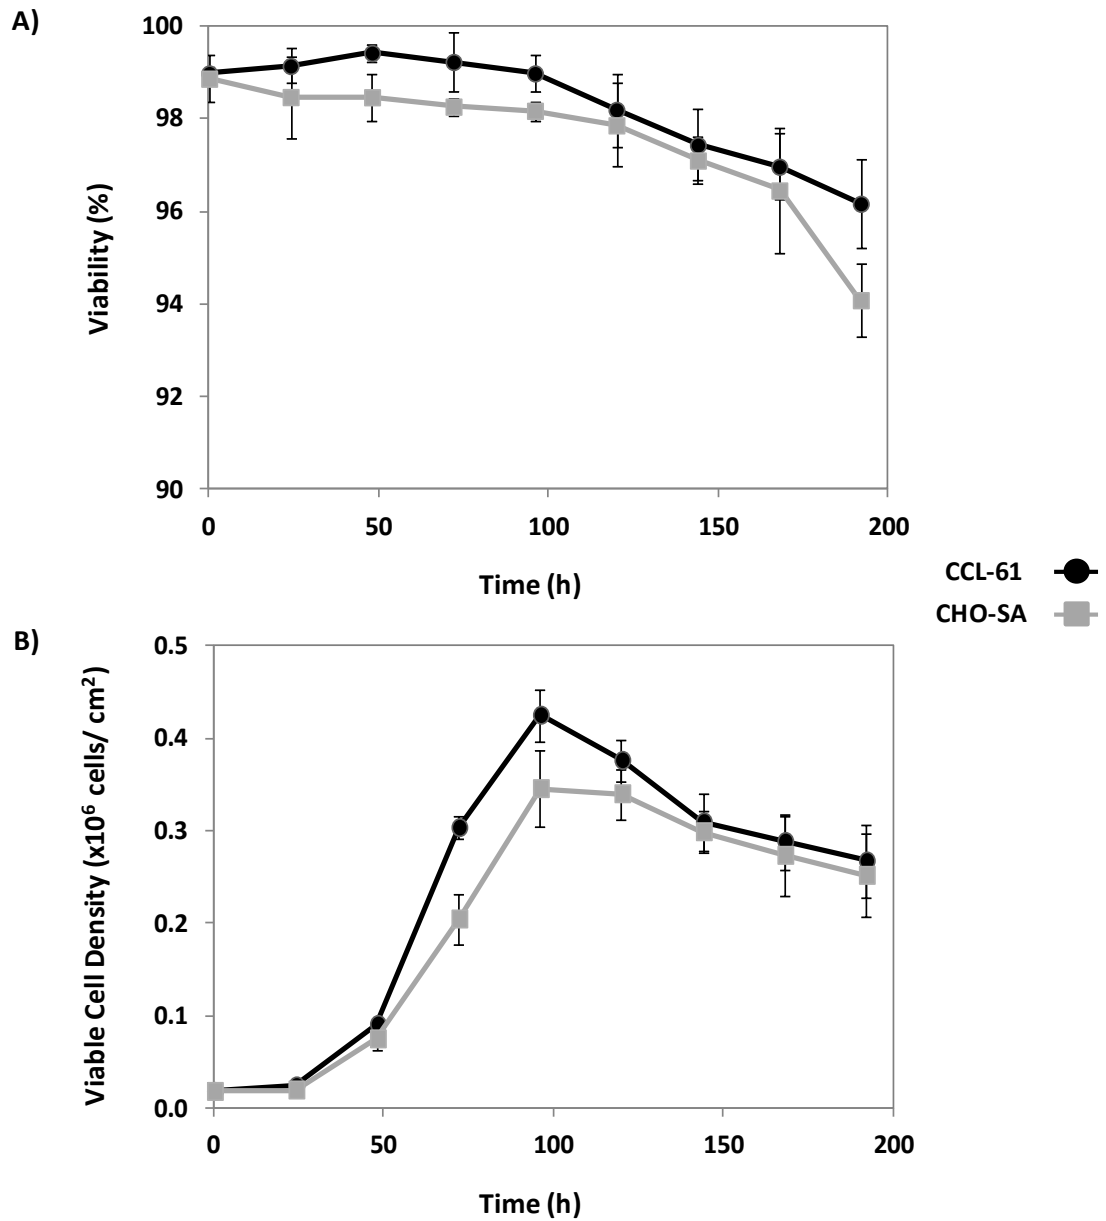 A)
Viability (%)
100
98
96
94
92
90
0 50 100 150 200
Time (h)
CCL-61
CHO-SA
B)
Viable Cell Density (x10⁶ cells/ cm²)
0.5
0.4
0.3
0.2
0.1
0.0
0 50 100 150 200
Time (h)